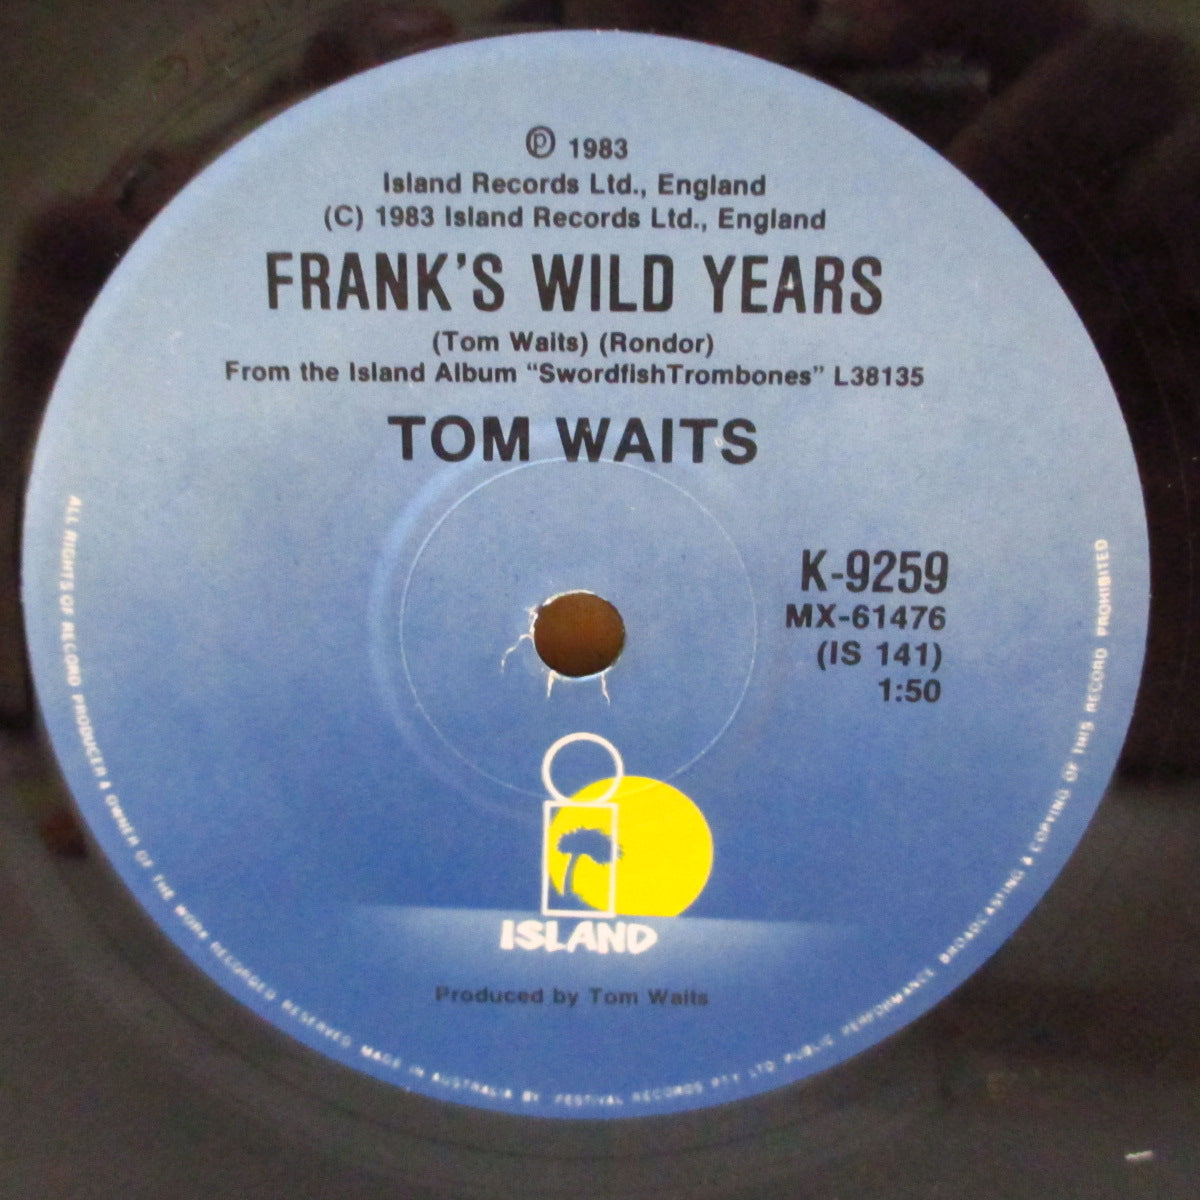 ℗ 1983
Island Records Ltd., England
(C) 1983 Island Records Ltd., England
FRANK'S WILD YEARS
(Tom Waits) (Rondor)
From the Island Album "SwordfishTrombones" L38135
TOM WAITS
K-9259
MX-61476
(IS 141)
1:50
ISLAND
Produced by Tom Waits
ALL RIGHTS OF RECORD PRODUCER & OWNER OF THE WORK RECORDED RESERVED MADE IN AUSTRALIA BY FESTIVAL RECORDS PTY LTD PUBLIC PERFORMANCE BROADCASTING & COPYING OF THIS RECORD PROHIBITED